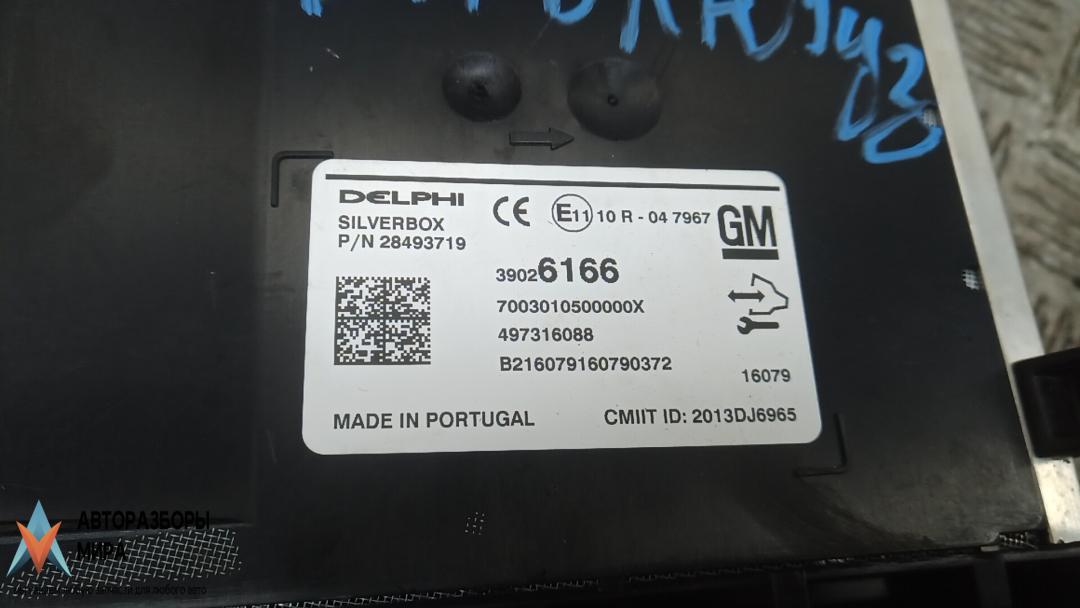 DELPHI
SILVERBOX
P/N 28493719
CE E11 10 R - 04 7967
GM
39026166
7003010500000X
497316088
B216079160790372
16079
MADE IN PORTUGAL
CMIIT ID: 2013DJ6965
АВТОРАЗБОРЫ
МИРА